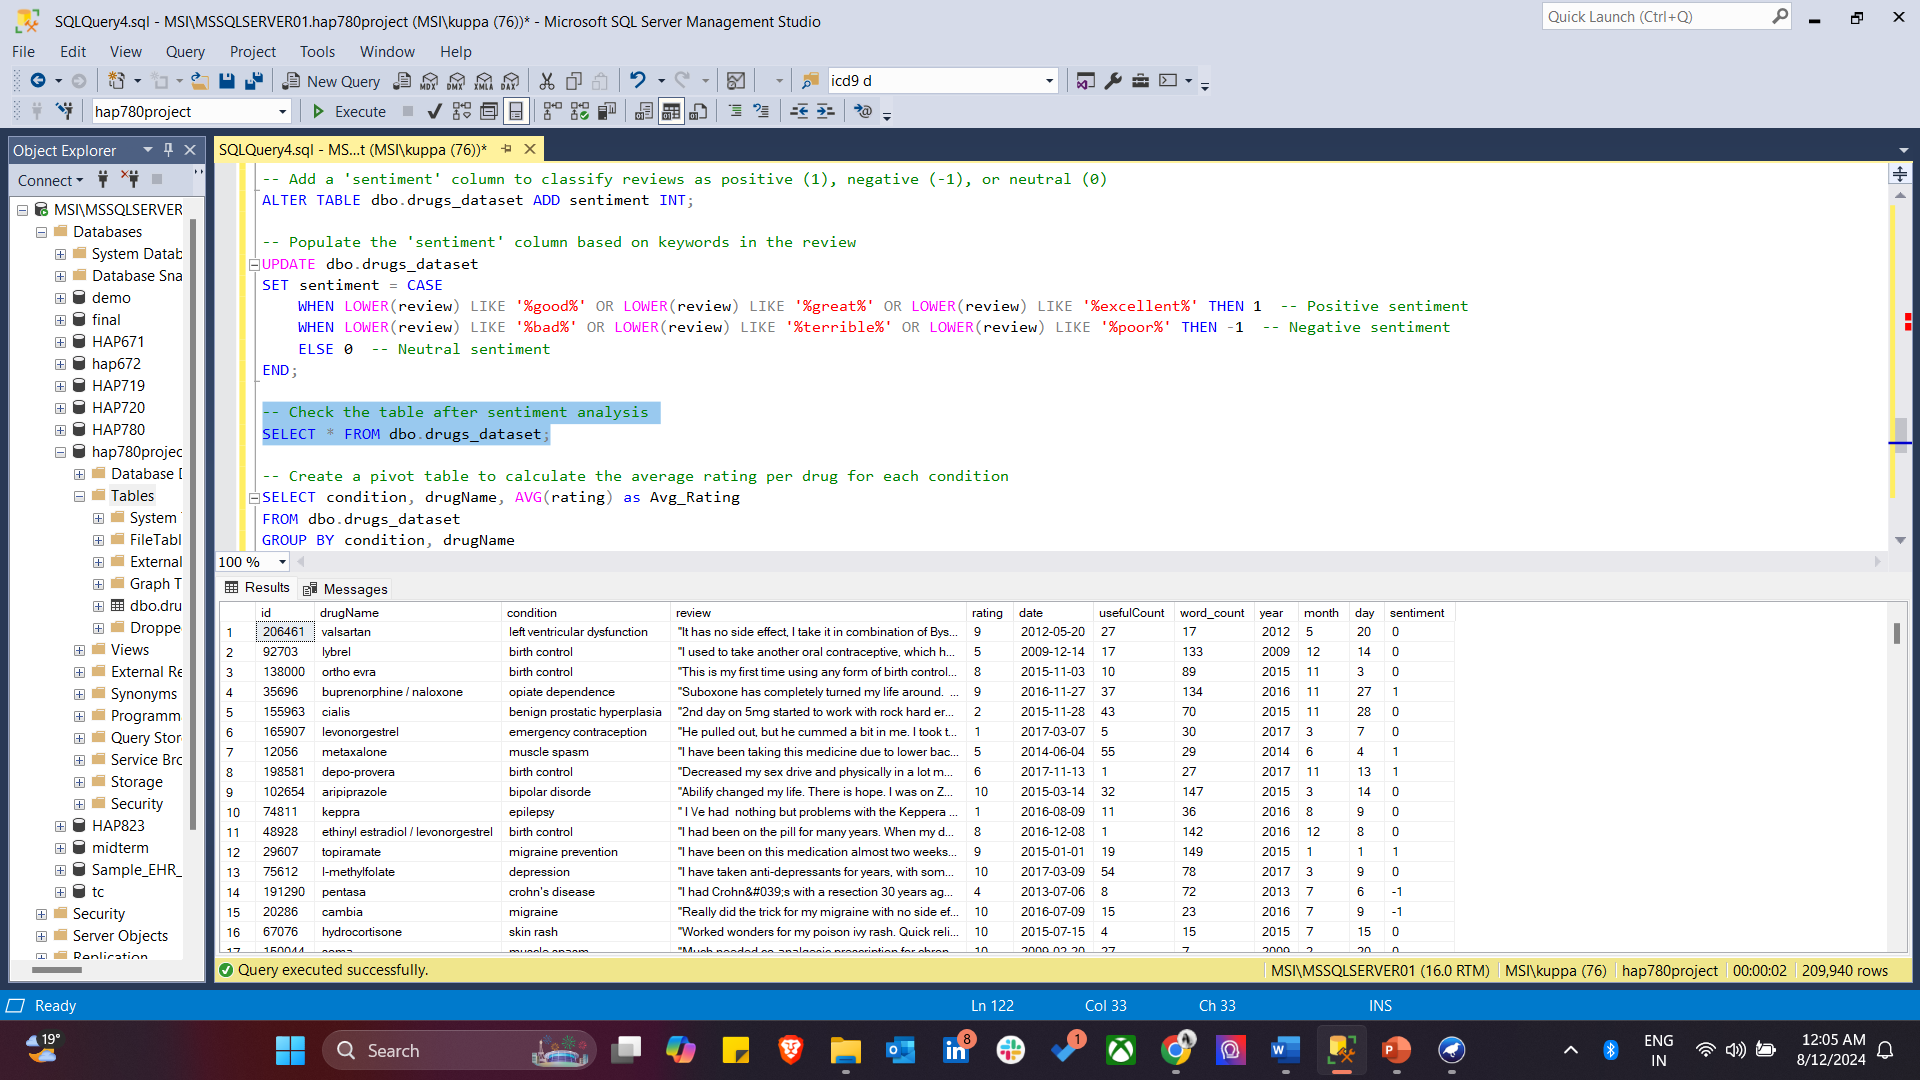 SQLQuery4.sql - MSI\MSSQLSERVER01.hap780project (MSI\kuppa (76))* - Microsoft SQL Server Management Studio
Quick Launch (Ctrl+Q)
File Edit View Query Project Tools Window Help
New Query MDX DMX XMLA DAX icd9 d
hap780project Execute
Object Explorer
SQLQuery4.sql - MS...t (MSI\kuppa (76))*
Connect
MSI\MSSQLSERVER
Databases
System Datab
Database Sna
demo
final
HAP671
hap672
HAP719
HAP720
HAP780
hap780projec
Database D
Tables
System
FileTabl
External
Graph T
dbo.dru
Droppe
Views
External Re
Synonyms
Programm
Query Stor
Service Bro
Storage
Security
HAP823
midterm
Sample_EHR_
tc
Security
Server Objects
Replication
-- Add a 'sentiment' column to classify reviews as positive (1), negative (-1), or neutral (0)
ALTER TABLE dbo.drugs_dataset ADD sentiment INT;
-- Populate the 'sentiment' column based on keywords in the review
UPDATE dbo.drugs_dataset
SET sentiment = CASE
WHEN LOWER(review) LIKE '%good%' OR LOWER(review) LIKE '%great%' OR LOWER(review) LIKE '%excellent%' THEN 1 -- Positive sentiment
WHEN LOWER(review) LIKE '%bad%' OR LOWER(review) LIKE '%terrible%' OR LOWER(review) LIKE '%poor%' THEN -1 -- Negative sentiment
ELSE 0 -- Neutral sentiment
END;
-- Check the table after sentiment analysis
SELECT * FROM dbo.drugs_dataset;
-- Create a pivot table to calculate the average rating per drug for each condition
SELECT condition, drugName, AVG(rating) as Avg_Rating
FROM dbo.drugs_dataset
GROUP BY condition, drugName
100 %
Results Messages
id drugName condition review rating date usefulCount word_count year month day sentiment
1 206461 valsartan left ventricular dysfunction "It has no side effect, I take it in combination of Bys... 9 2012-05-20 27 17 2012 5 20 0
2 92703 lybrel birth control "I used to take another oral contraceptive, which h... 5 2009-12-14 17 133 2009 12 14 0
3 138000 ortho evra birth control "This is my first time using any form of birth control... 8 2015-11-03 10 89 2015 11 3 0
4 35696 buprenorphine / naloxone opiate dependence "Suboxone has completely turned my life around. ... 9 2016-11-27 37 134 2016 11 27 1
5 155963 cialis benign prostatic hyperplasia "2nd day on 5mg started to work with rock hard er... 2 2015-11-28 43 70 2015 11 28 0
6 165907 levonorgestrel emergency contraception "He pulled out, but he cummed a bit in me. I took t... 1 2017-03-07 5 30 2017 3 7 0
7 12056 metaxalone muscle spasm "I have been taking this medicine due to lower bac... 5 2014-06-04 55 29 2014 6 4 1
8 198581 depo-provera birth control "Decreased my sex drive and physically in a lot m... 6 2017-11-13 1 27 2017 11 13 1
9 102654 aripiprazole bipolar disorde "Abilify changed my life. There is hope. I was on Z... 10 2015-03-14 32 147 2015 3 14 0
10 74811 keppra epilepsy " I Ve had  nothing but problems with the Keppera ... 1 2016-08-09 11 36 2016 8 9 0
11 48928 ethinyl estradiol / levonorgestrel birth control "I had been on the pill for many years. When my d... 8 2016-12-08 1 142 2016 12 8 0
12 29607 topiramate migraine prevention "I have been on this medication almost two weeks... 9 2015-01-01 19 149 2015 1 1 1
13 75612 l-methylfolate depression "I have taken anti-depressants for years, with som... 10 2017-03-09 54 78 2017 3 9 0
14 191290 pentasa crohn's disease "I had Crohn&#039;s with a resection 30 years ag... 4 2013-07-06 8 72 2013 7 6 -1
15 20286 cambia migraine "Really did the trick for my migraine with no side ef... 10 2016-07-09 15 23 2016 7 9 -1
16 67076 hydrocortisone skin rash "Worked wonders for my poison ivy rash. Quick reli... 10 2015-07-15 4 15 2015 7 15 0
17 150044 soma muscle spasm 10 2009-02-20 27 7 2009 2 20 0
Query executed successfully. MSI\MSSQLSERVER01 (16.0 RTM) MSI\kuppa (76) hap780project 00:00:02 209,940 rows
Ready Ln 122 Col 33 Ch 33 INS
19° Search 8 1 ENG 12:05 AM
IN 8/12/2024